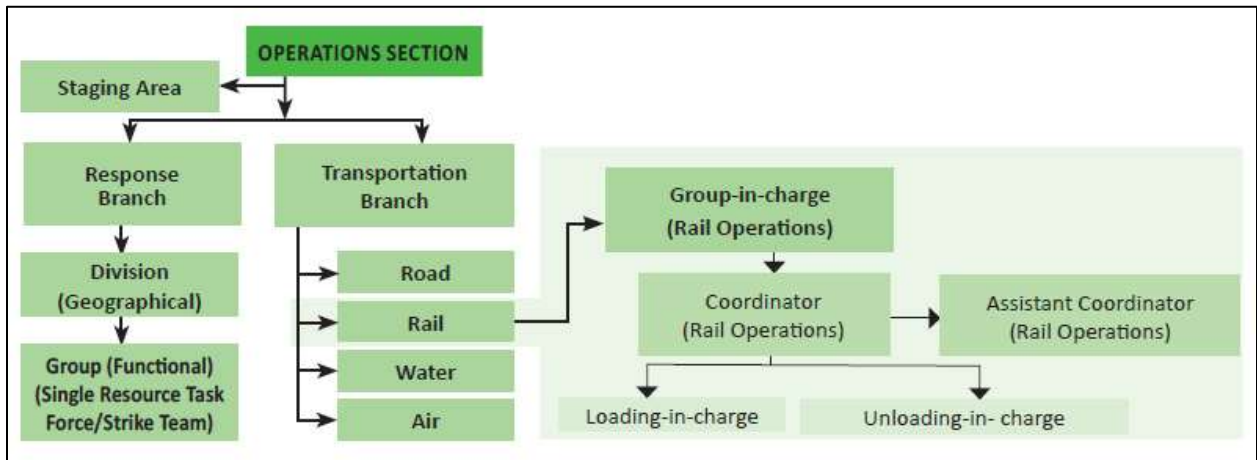 OPERATIONS SECTION
Staging Area
Response
Branch
Transportation
Branch
Division
(Geographical)
Group (Functional)
(Single Resource Task
Force/Strike Team)
Road
Rail
Water
Air
Group-in-charge
(Rail Operations)
Coordinator
(Rail Operations)
Assistant Coordinator
(Rail Operations)
Loading-in-charge
Unloading-in- charge